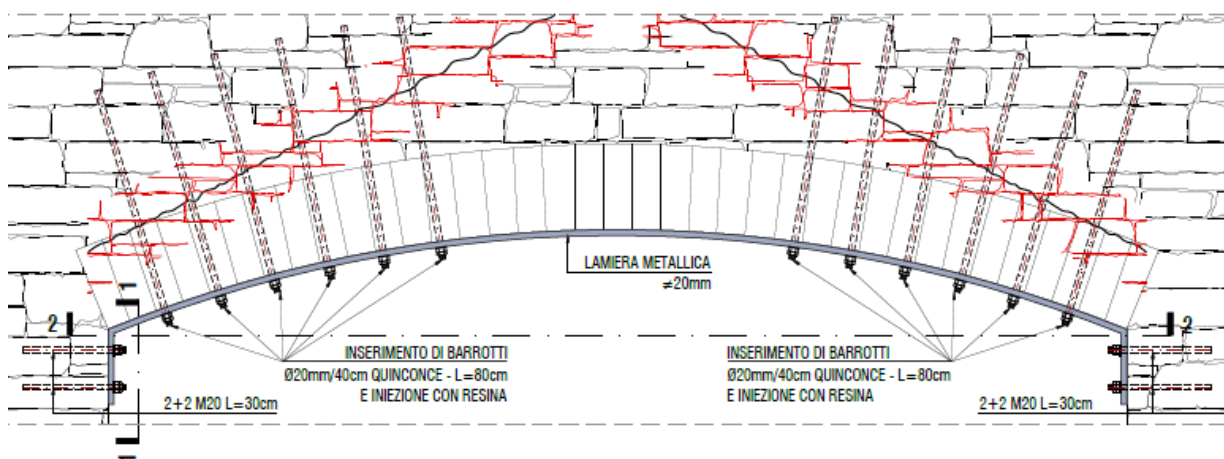 LAMIERA METALLICA
≠20mm
1
2
2
INSERIMENTO DI BARROTTI
Ø20mm/40cm QUINCONCE - L=80cm
E INIEZIONE CON RESINA
INSERIMENTO DI BARROTTI
Ø20mm/40cm QUINCONCE - L=80cm
E INIEZIONE CON RESINA
2+2 M20 L=30cm
2+2 M20 L=30cm